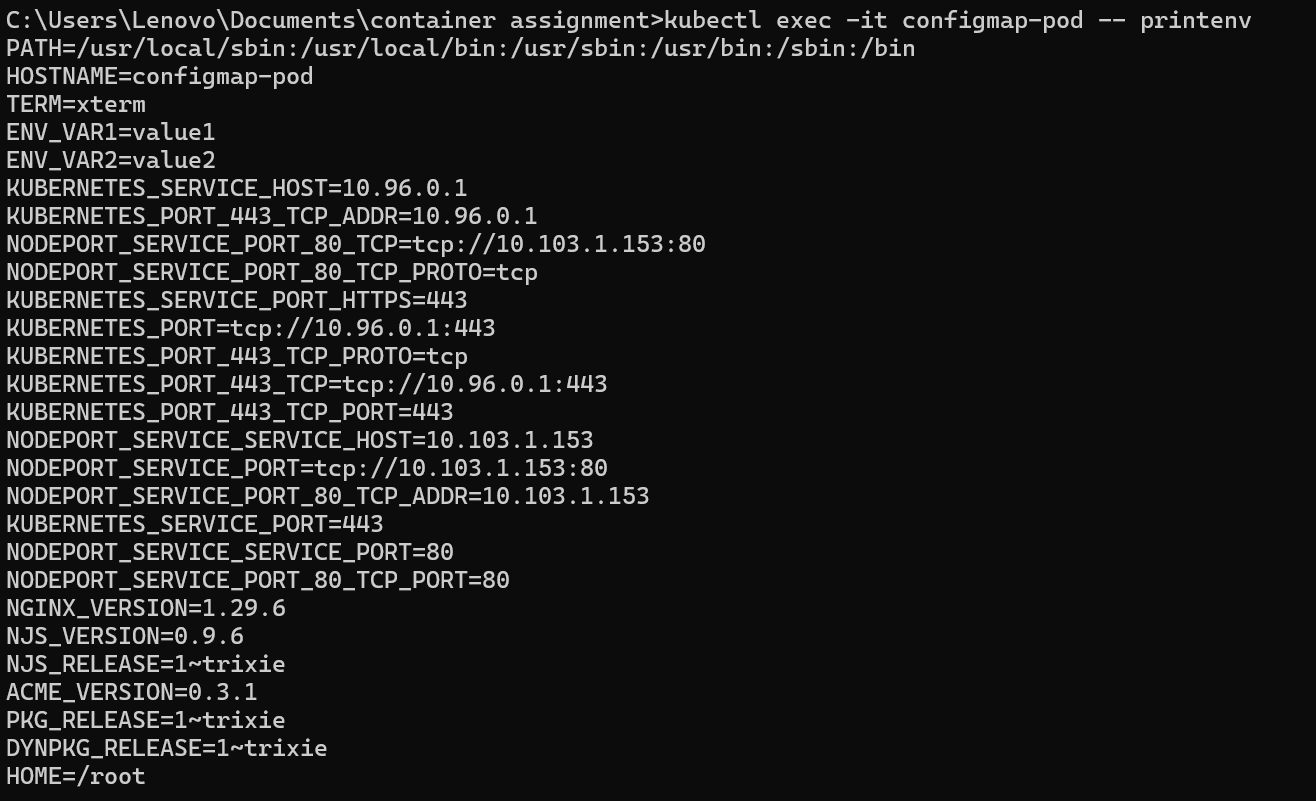 C:\Users\Lenovo\Documents\container assignment>kubectl exec -it configmap-pod -- printenv
PATH=/usr/local/sbin:/usr/local/bin:/usr/sbin:/usr/bin:/sbin:/bin
HOSTNAME=configmap-pod
TERM=xterm
ENV_VAR1=value1
ENV_VAR2=value2
KUBERNETES_SERVICE_HOST=10.96.0.1
KUBERNETES_PORT_443_TCP_ADDR=10.96.0.1
NODEPORT_SERVICE_PORT_80_TCP=tcp://10.103.1.153:80
NODEPORT_SERVICE_PORT_80_TCP_PROTO=tcp
KUBERNETES_SERVICE_PORT_HTTPS=443
KUBERNETES_PORT=tcp://10.96.0.1:443
KUBERNETES_PORT_443_TCP_PROTO=tcp
KUBERNETES_PORT_443_TCP=tcp://10.96.0.1:443
KUBERNETES_PORT_443_TCP_PORT=443
NODEPORT_SERVICE_SERVICE_HOST=10.103.1.153
NODEPORT_SERVICE_PORT=tcp://10.103.1.153:80
NODEPORT_SERVICE_PORT_80_TCP_ADDR=10.103.1.153
KUBERNETES_SERVICE_PORT=443
NODEPORT_SERVICE_SERVICE_PORT=80
NODEPORT_SERVICE_PORT_80_TCP_PORT=80
NGINX_VERSION=1.29.6
NJS_VERSION=0.9.6
NJS_RELEASE=1~trixie
ACME_VERSION=0.3.1
PKG_RELEASE=1~trixie
DYNPKG_RELEASE=1~trixie
HOME=/root